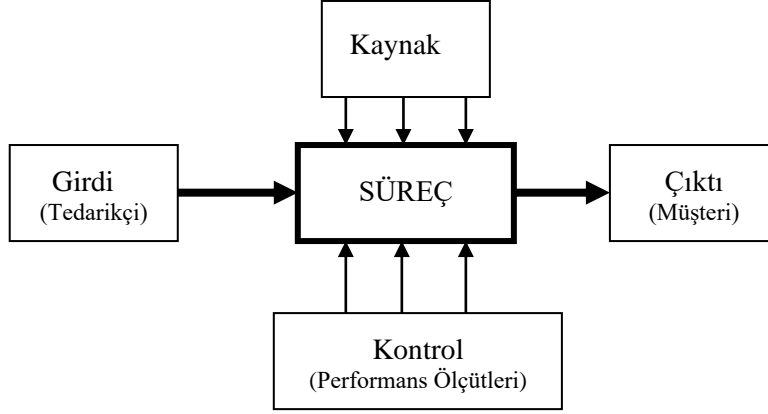 Kaynak
Girdi
(Tedarikçi)
SÜREÇ
Çıktı
(Müşteri)
Kontrol
(Performans Ölçütleri)